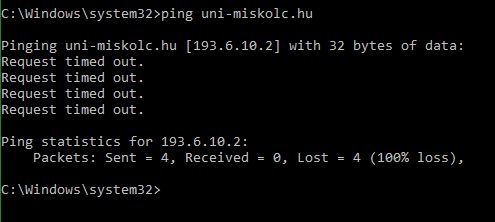 C:\Windows\system32>ping uni-miskolc.hu
Pinging uni-miskolc.hu [193.6.10.2] with 32 bytes of data:
Request timed out.
Request timed out.
Request timed out.
Request timed out.
Ping statistics for 193.6.10.2:
    Packets: Sent = 4, Received = 0, Lost = 4 (100% loss),
C:\Windows\system32>